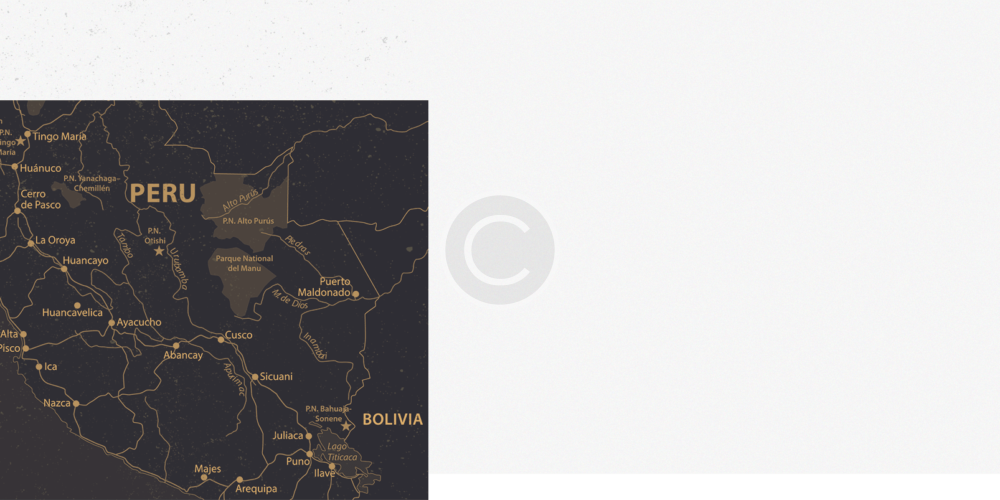 n
P.N.
ingo
Maria
Tingo Maria
Huánuco
P.N. Yanachaga-
Chemillén
Cerro
de Pasco
PERU
Alto Purús
P.N. Alto Purús
P.N.
Otishi
La Oroya
Tambo
Urubamba
Piedras
Huancayo
Parque National
del Manu
Puerto
Maldonado
M. de Dios
Huancavelica
Ayacucho
Alta
Pisco
Cusco
Inambari
Abancay
Ica
Apurimac
Sicuani
Nazca
P.N. Bahuaja-
Sonene
BOLIVIA
Juliaca
Lago
Titicaca
Puno
Ilave
Majes
Arequipa
C